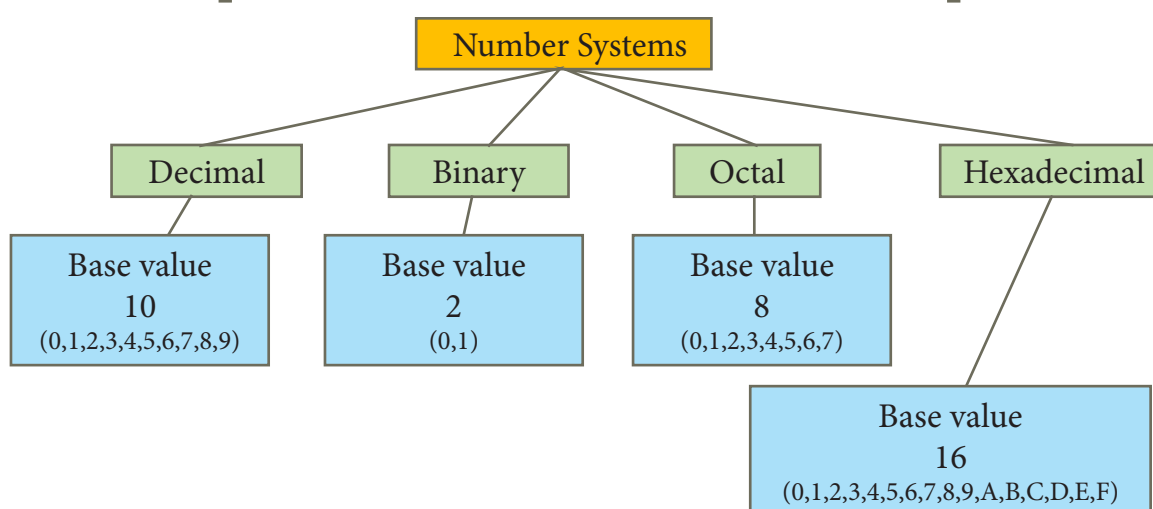 Number Systems
Decimal
Binary
Octal
Hexadecimal
Base value
10
(0,1,2,3,4,5,6,7,8,9)
Base value
2
(0,1)
Base value
8
(0,1,2,3,4,5,6,7)
Base value
16
(0,1,2,3,4,5,6,7,8,9,A,B,C,D,E,F)